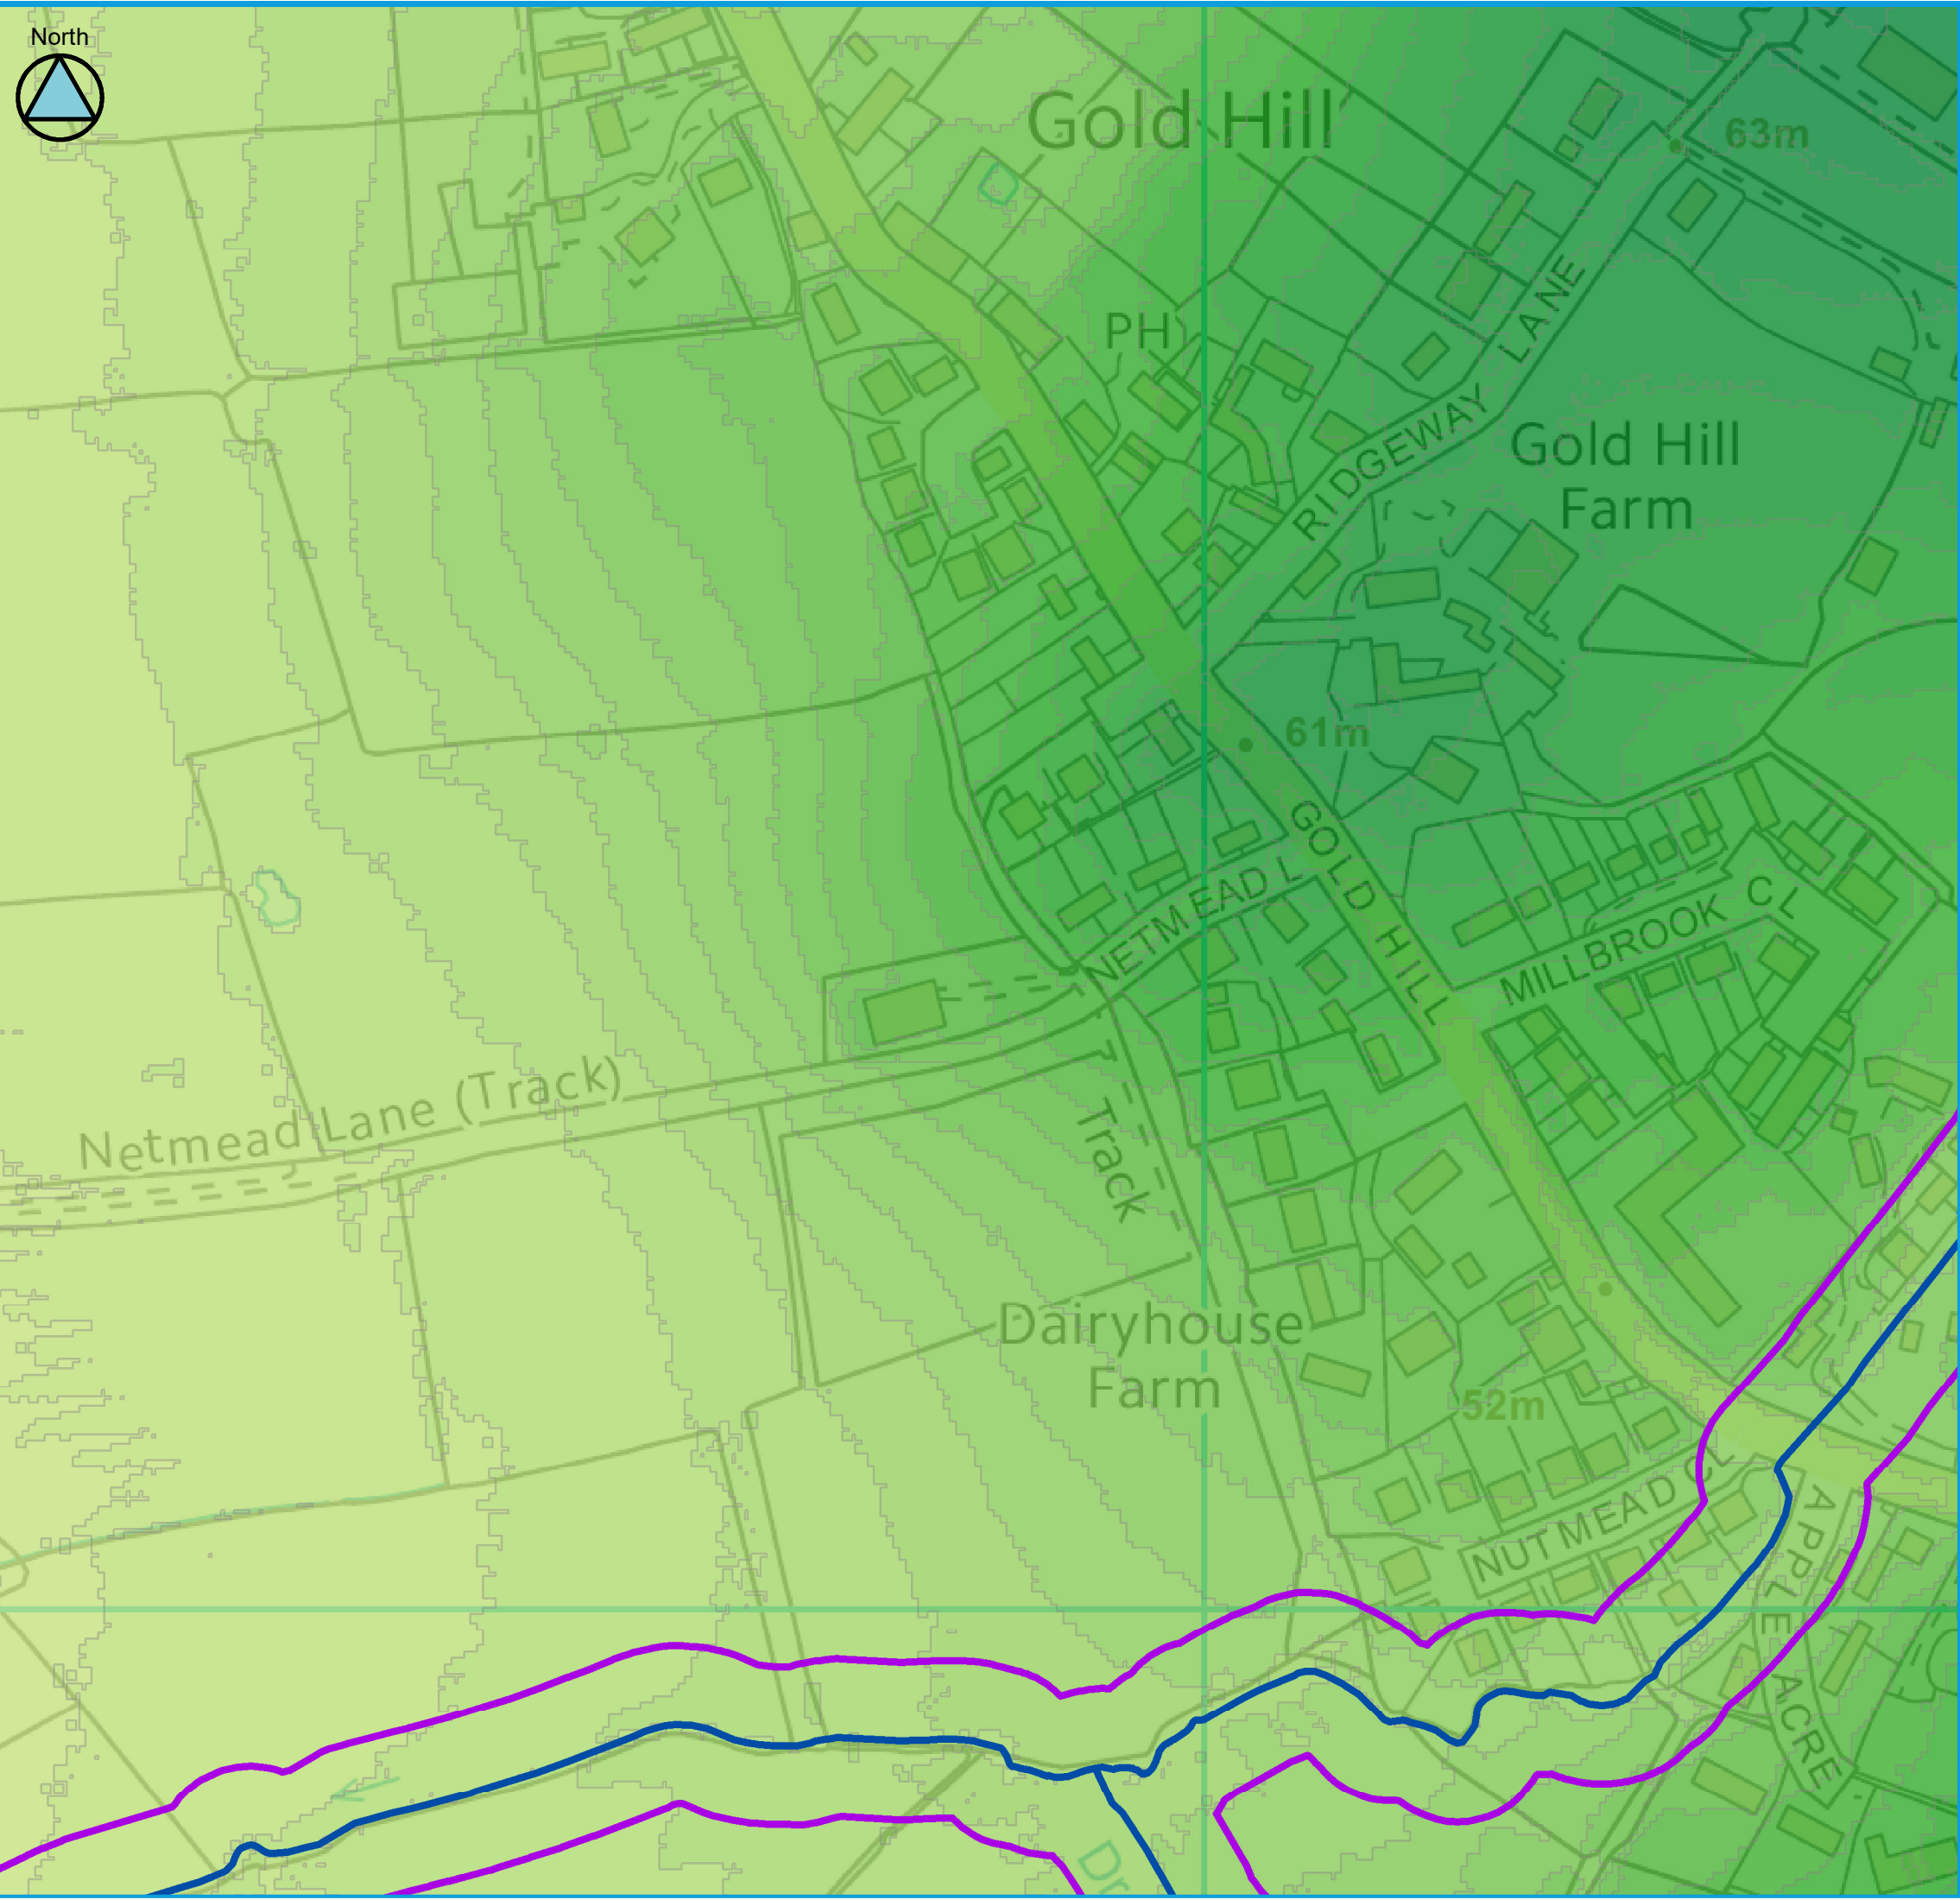 North
Gold Hill
63m
PH
RIDGEWAY LANE
Gold Hill
Farm
61m
GOLD HILL
NETMEAD L
MILLBROOK CL
Netmead Lane (Track)
Track
Dairyhouse
Farm
52m
NUTMEAD CL
APPLE ACRE
Dr